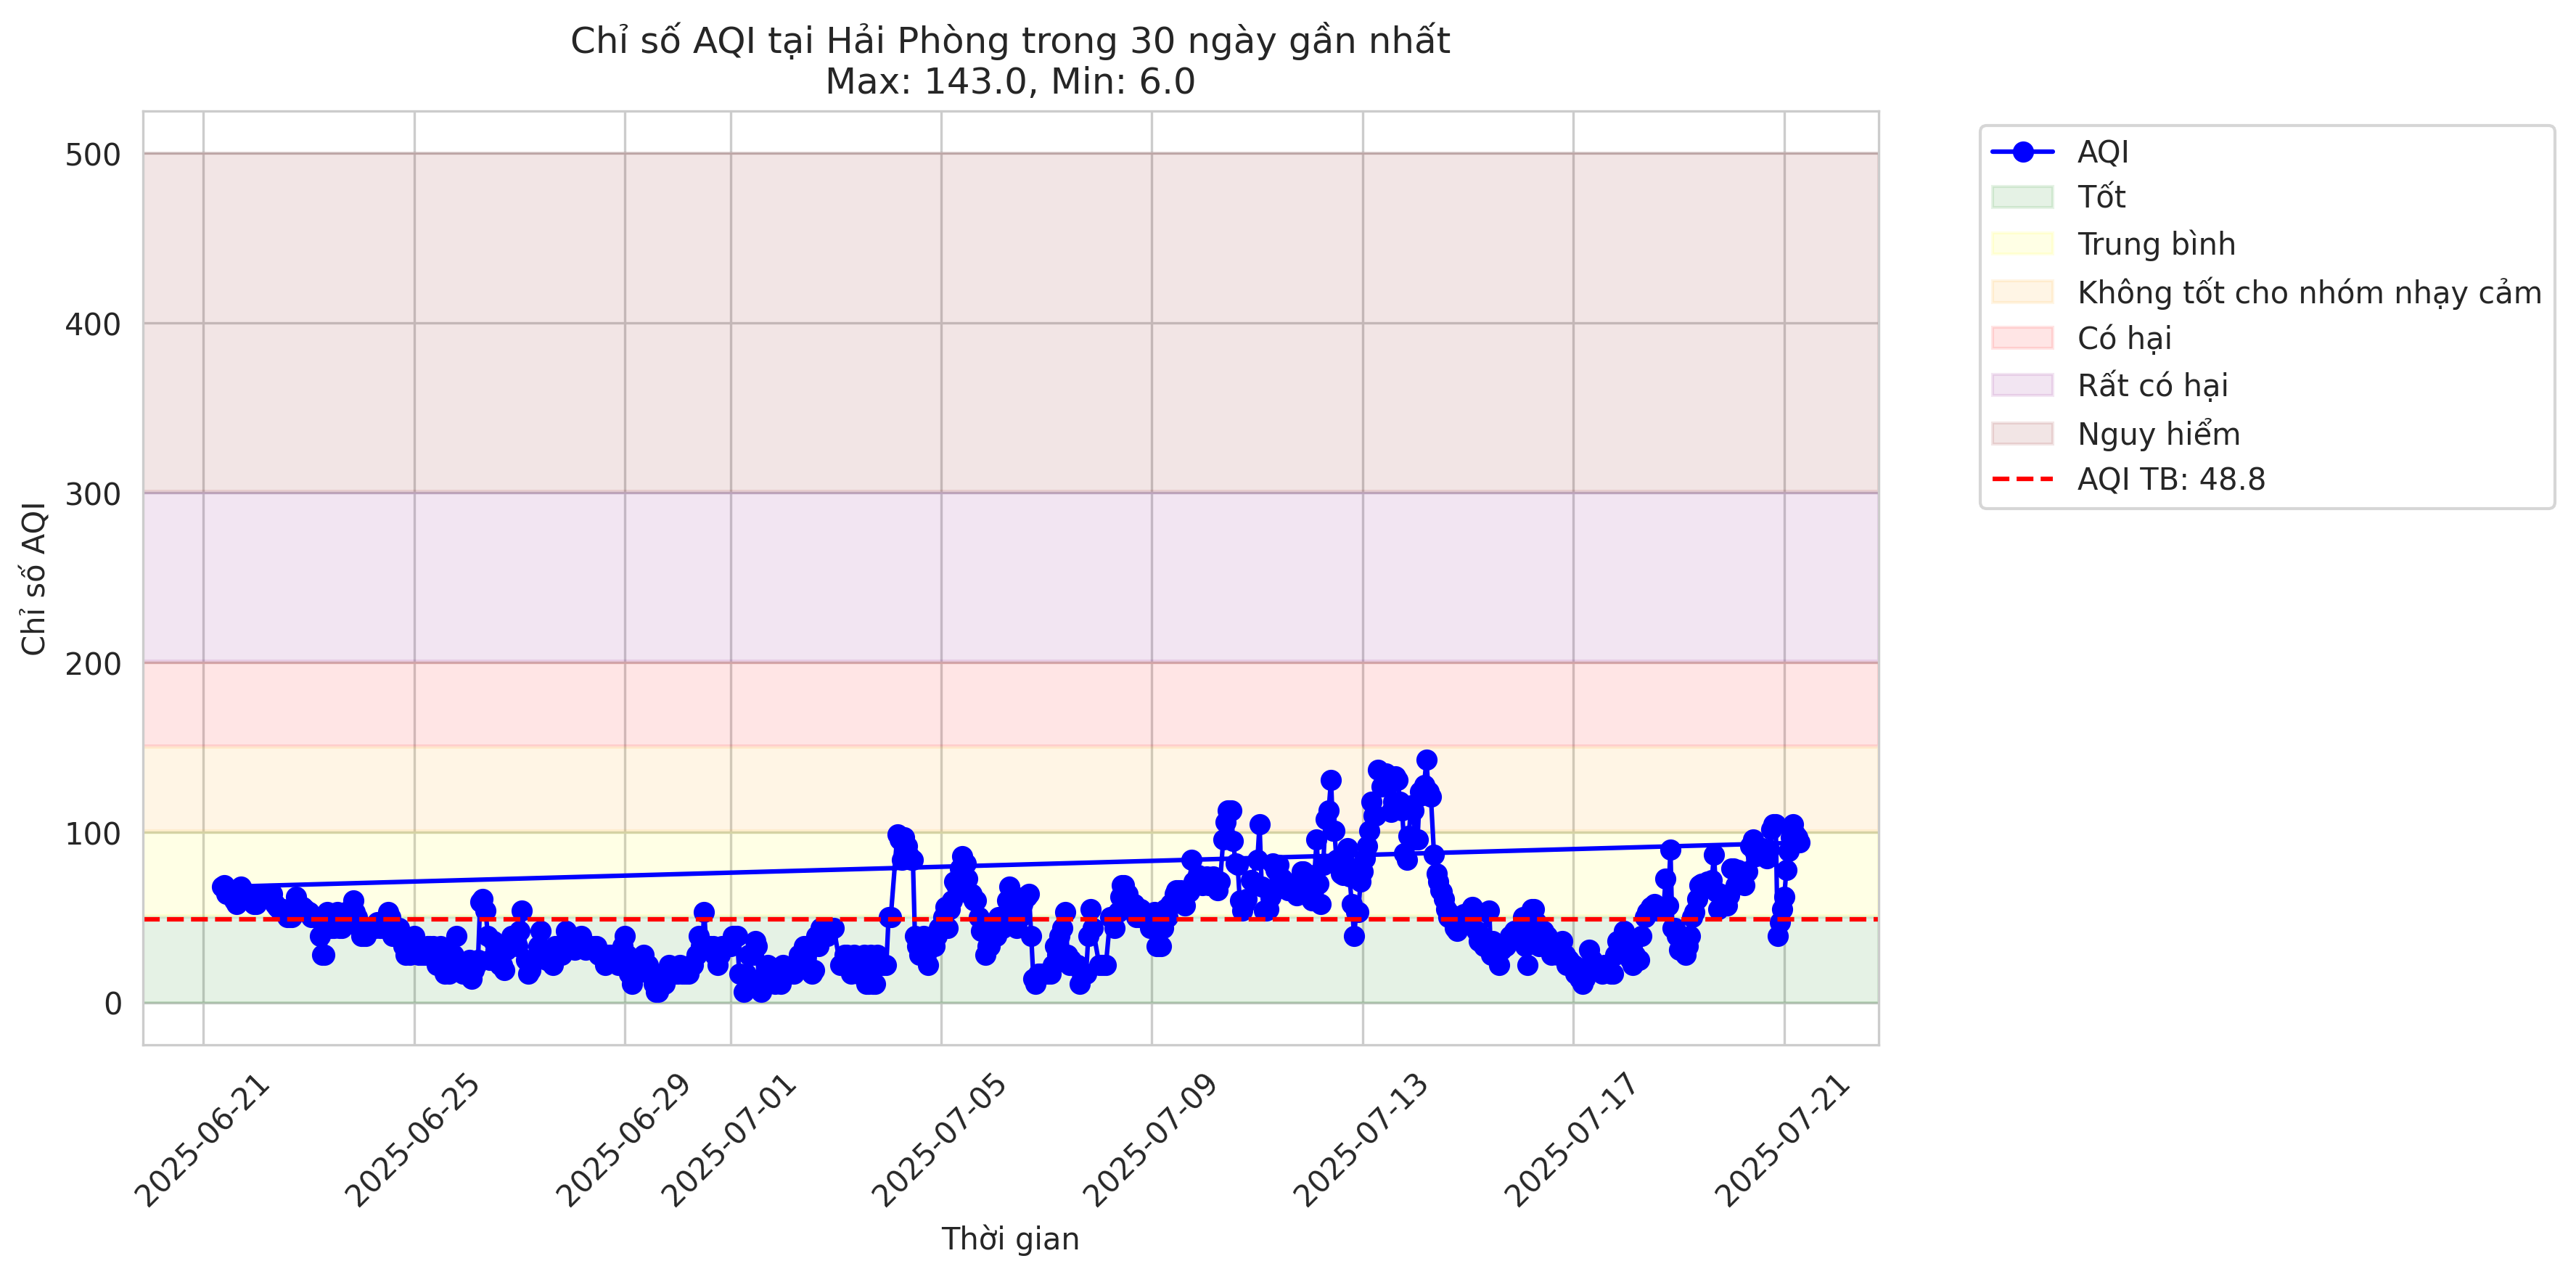 Chỉ số AQI tại Hải Phòng trong 30 ngày gần nhất
Max: 143.0, Min: 6.0
Chỉ số AQI
500
400
300
200
100
0
2025-06-21
2025-06-25
2025-06-29
2025-07-01
2025-07-05
2025-07-09
2025-07-13
2025-07-17
2025-07-21
Thời gian
AQI
Tốt
Trung bình
Không tốt cho nhóm nhạy cảm
Có hại
Rất có hại
Nguy hiểm
AQI TB: 48.8